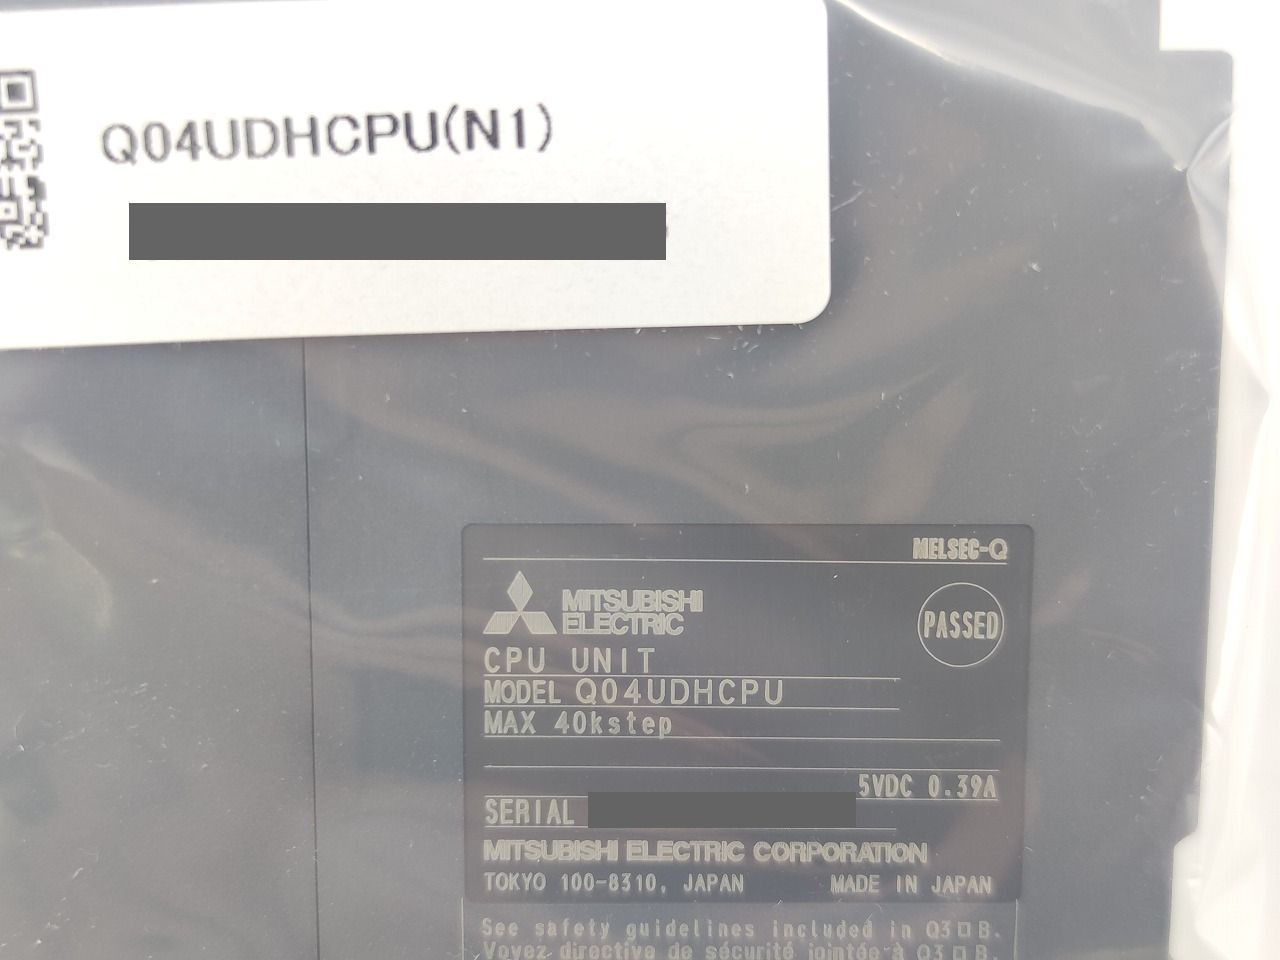 Q04UDHCPU(N1)
MELSEC-Q
MITSUBISHI
ELECTRIC
PASSED
CPU UNIT
MODEL Q04UDHCPU
MAX 40kstep
5VDC 0.39A
SERIAL
MITSUBISHI ELECTRIC CORPORATION
TOKYO 100-8310, JAPAN MADE IN JAPAN
See safety guidelines included in Q3□B.
Voyez directive de sécurité jointée à Q3□B.